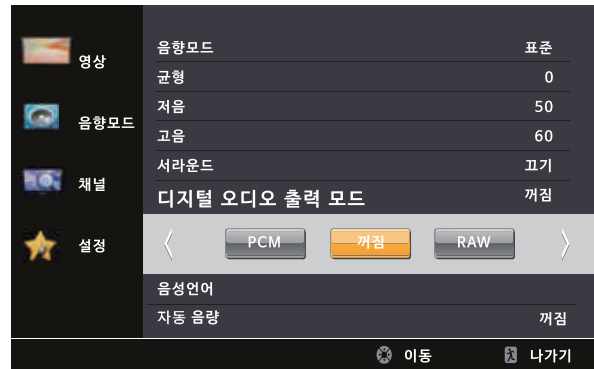 영상
음향모드
채널
설정
음향모드 표준
균형 0
저음 50
고음 60
서라운드 끄기
디지털 오디오 출력 모드 꺼짐
PCM 꺼짐 RAW
음성언어
자동 음량 꺼짐
이동 나가기